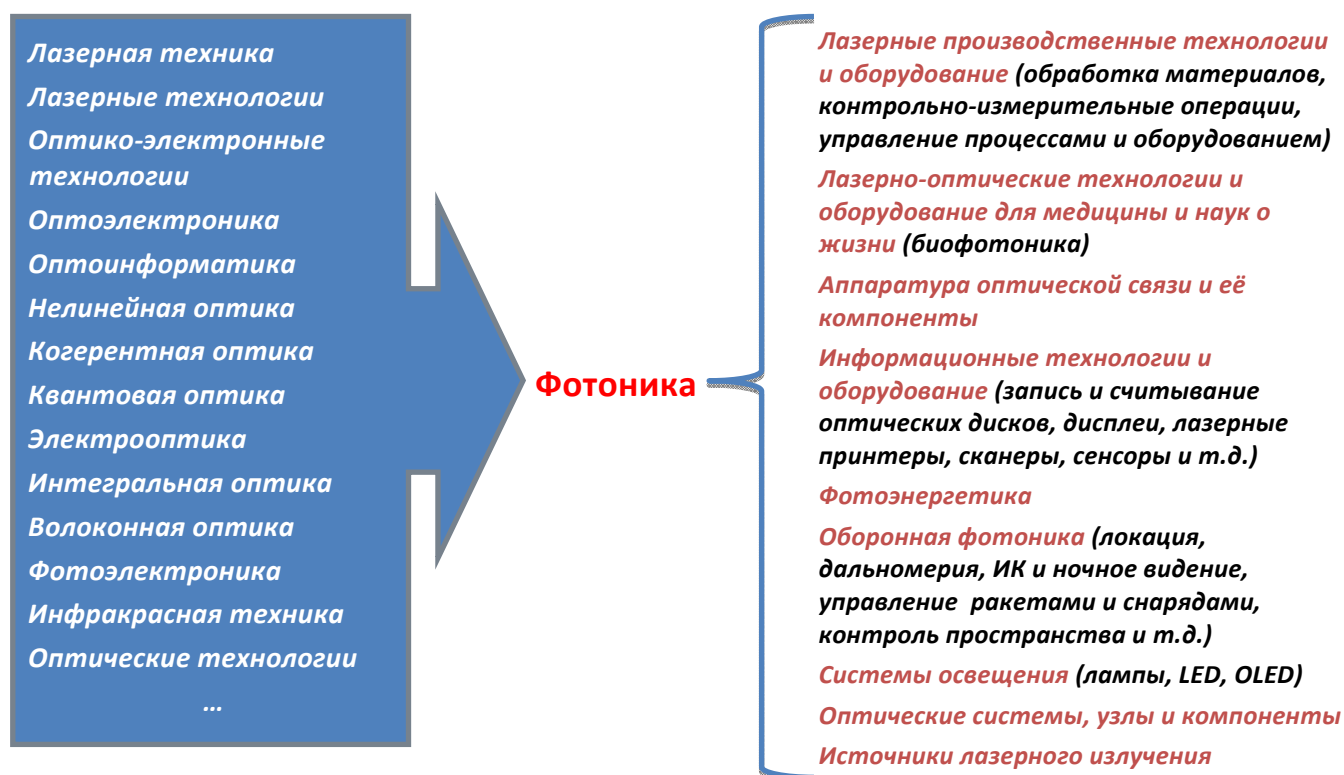 Лазерная техника
Лазерные технологии
Оптико-электронные
технологии
Оптоэлектроника
Оптоинформатика
Нелинейная оптика
Когерентная оптика
Квантовая оптика
Электрооптика
Интегральная оптика
Волоконная оптика
Фотоэлектроника
Инфракрасная техника
Оптические технологии
...
Фотоника
Лазерные производственные технологии
и оборудование (обработка материалов,
контрольно-измерительные операции,
управление процессами и оборудованием)
Лазерно-оптические технологии и
оборудование для медицины и наук о
жизни (биофотоника)
Аппаратура оптической связи и её
компоненты
Информационные технологии и
оборудование (запись и считывание
оптических дисков, дисплеи, лазерные
принтеры, сканеры, сенсоры и т.д.)
Фотоэнергетика
Оборонная фотоника (локация,
дальномерия, ИК и ночное видение,
управление ракетами и снарядами,
контроль пространства и т.д.)
Системы освещения (лампы, LED, OLED)
Оптические системы, узлы и компоненты
Источники лазерного излучения